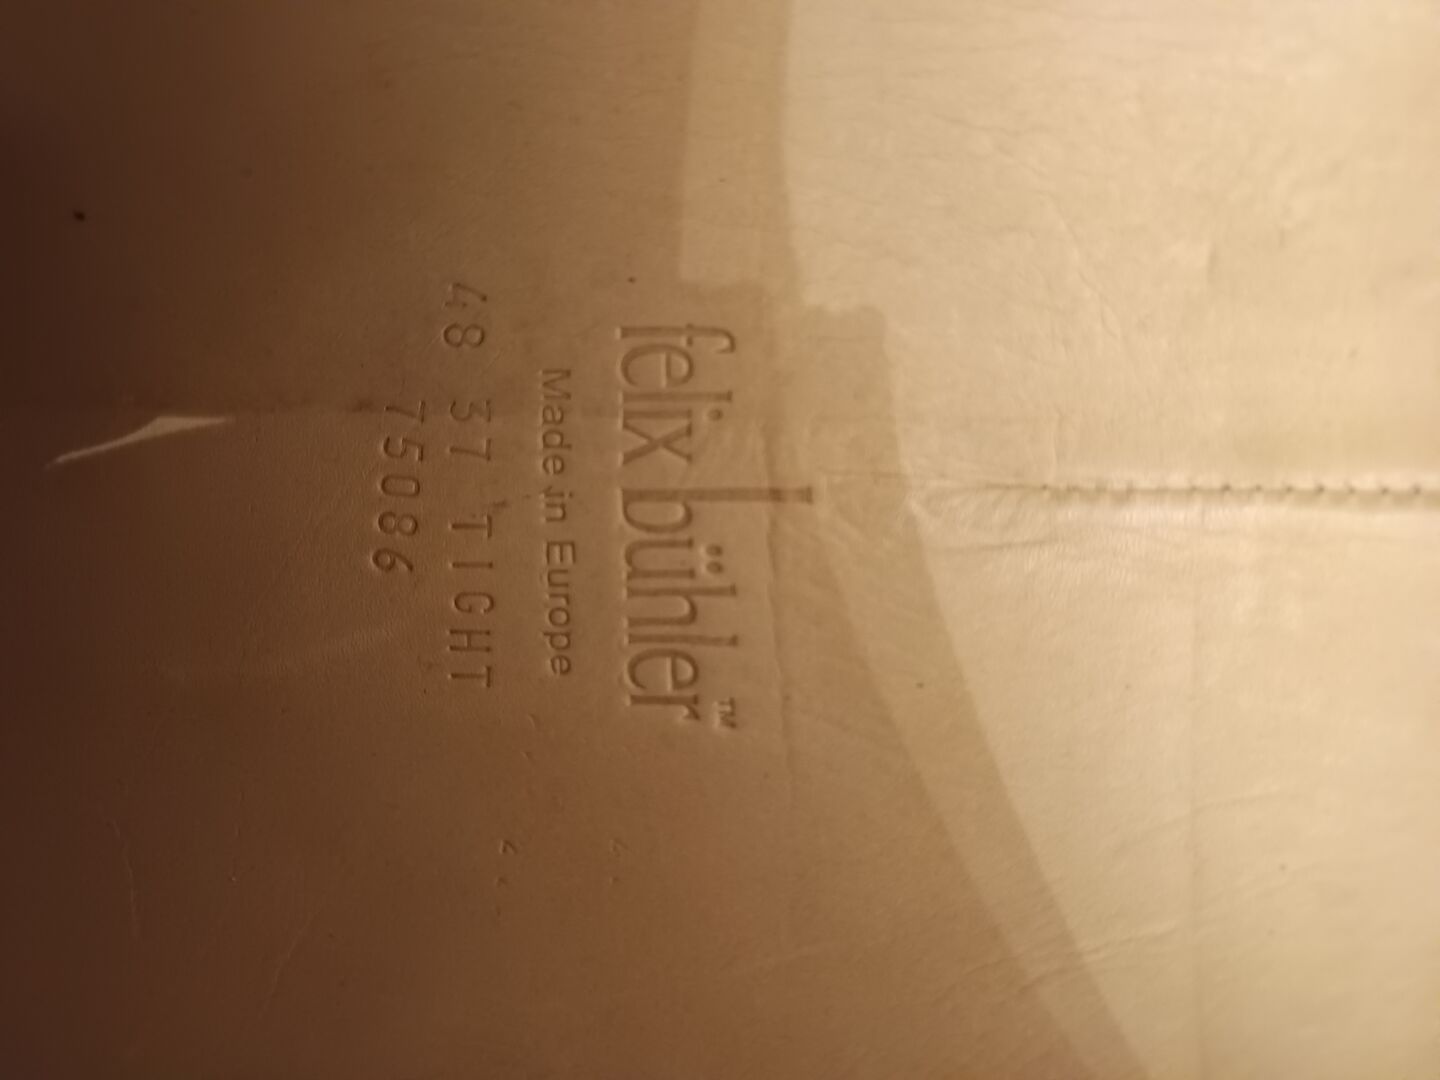 felix bühler™
Made in Europe
48 37 TIGHT
75086